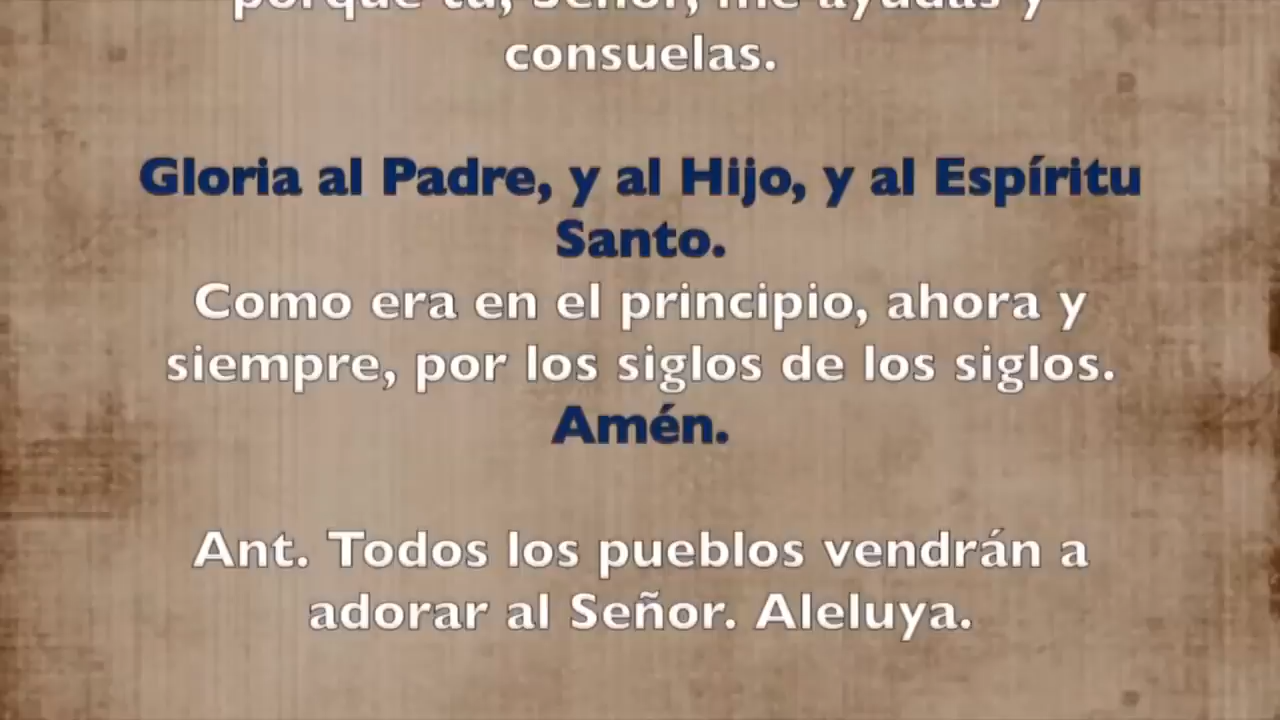 porque tú, Señor, me ayudas y
consuelas.
Gloria al Padre, y al Hijo, y al Espíritu
Santo.
Como era en el principio, ahora y
siempre, por los siglos de los siglos.
Amén.
Ant. Todos los pueblos vendrán a
adorar al Señor. Aleluya.